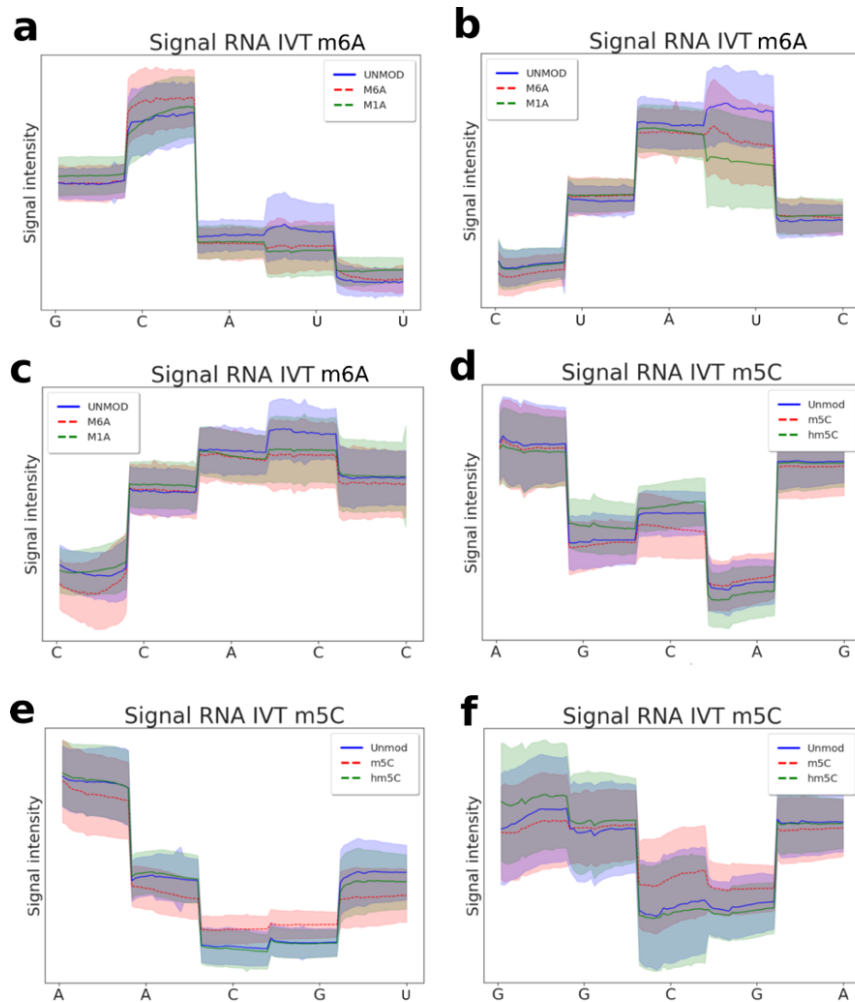 a
Signal RNA IVT m6A
UNMOD
M6A
M1A
Signal intensity
G C A U U
b
Signal RNA IVT m6A
UNMOD
M6A
M1A
Signal intensity
C U A U C
c
Signal RNA IVT m6A
UNMOD
M6A
M1A
Signal intensity
C C A C C
d
Signal RNA IVT m5C
Unmod
m5C
hm5C
Signal intensity
A G C A G
e
Signal RNA IVT m5C
Unmod
m5C
hm5C
Signal intensity
A A C G U
f
Signal RNA IVT m5C
Unmod
m5C
hm5C
Signal intensity
G G C G A